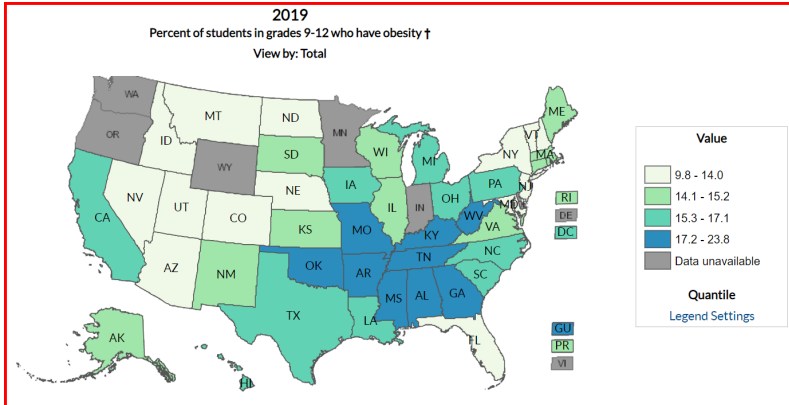 2019
Percent of students in grades 9-12 who have obesity †
View by: Total
WA
MT
ND
MN
ME
OR
ID
VT
SD
WI
NY
MA
WY
MI
IA
PA
NJ
NE
OH
MD
RI
NV
IL
IN
DE
UT
WV
CA
CO
VA
DC
KS
MO
KY
NC
TN
OK
AZ
NM
AR
SC
MS
AL
GA
TX
LA
AK
FL
HI
GU
PR
VI
Value
9.8 - 14.0
14.1 - 15.2
15.3 - 17.1
17.2 - 23.8
Data unavailable
Quantile
Legend Settings